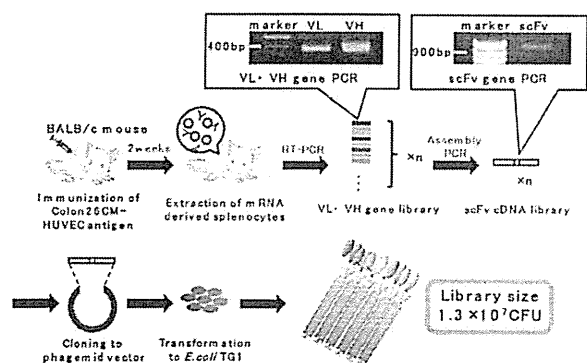 marker VL VH
400bp
VL・VH gene PCR
marker scFv
900bp
scFv gene PCR
BALB/c mouse
2weeks
RT-PCR
×n
Assembly
PCR
×n
Immunization of
Colon26CM-
HUVEC antigen
Extraction of mRNA
derived splenocytes
VL・VH gene library
scFv cDNA library
Cloning to
phagemid vector
Transformation
to E.coli TG1
Library size
1.3 ×10⁷CFU